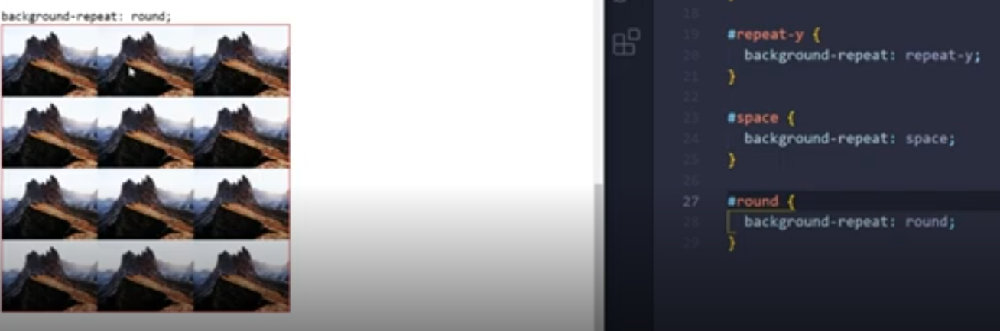 background-repeat: round;
18
19 #repeat-y {
20 background-repeat: repeat-y;
21 }
22
23 #space {
24 background-repeat: space;
25 }
26
27 #round {
28 background-repeat: round;
29 }